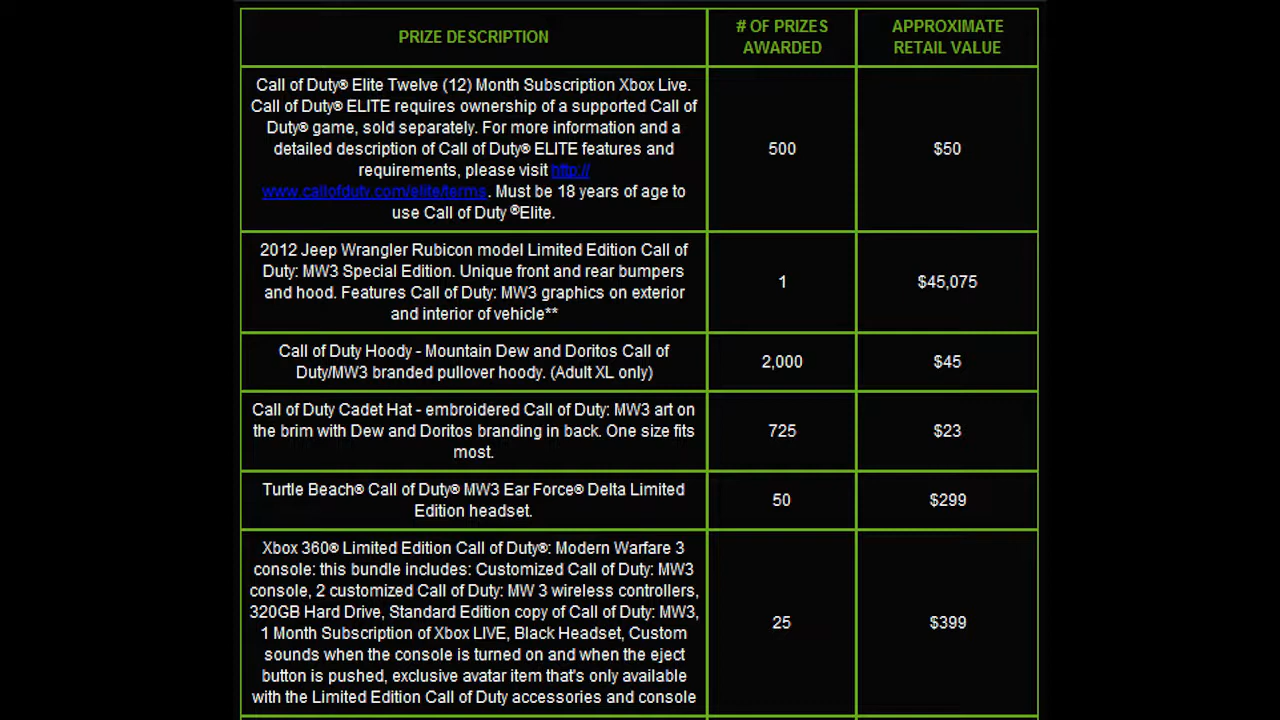 PRIZE DESCRIPTION
# OF PRIZES
AWARDED
APPROXIMATE
RETAIL VALUE
Call of Duty® Elite Twelve (12) Month Subscription Xbox Live.
Call of Duty® ELITE requires ownership of a supported Call of
Duty® game, sold separately. For more information and a
detailed description of Call of Duty® ELITE features and
requirements, please visit http://
www.callofduty.com/elite/terms. Must be 18 years of age to
use Call of Duty ®Elite.
500
$50
2012 Jeep Wrangler Rubicon model Limited Edition Call of
Duty: MW3 Special Edition. Unique front and rear bumpers
and hood. Features Call of Duty: MW3 graphics on exterior
and interior of vehicle**
1
$45,075
Call of Duty Hoody - Mountain Dew and Doritos Call of
Duty/MW3 branded pullover hoody. (Adult XL only)
2,000
$45
Call of Duty Cadet Hat - embroidered Call of Duty: MW3 art on
the brim with Dew and Doritos branding in back. One size fits
most.
725
$23
Turtle Beach® Call of Duty® MW3 Ear Force® Delta Limited
Edition headset.
50
$299
Xbox 360® Limited Edition Call of Duty®: Modern Warfare 3
console: this bundle includes: Customized Call of Duty: MW3
console, 2 customized Call of Duty: MW 3 wireless controllers,
320GB Hard Drive, Standard Edition copy of Call of Duty: MW3,
1 Month Subscription of Xbox LIVE, Black Headset, Custom
sounds when the console is turned on and when the eject
button is pushed, exclusive avatar item that's only available
with the Limited Edition Call of Duty accessories and console
25
$399